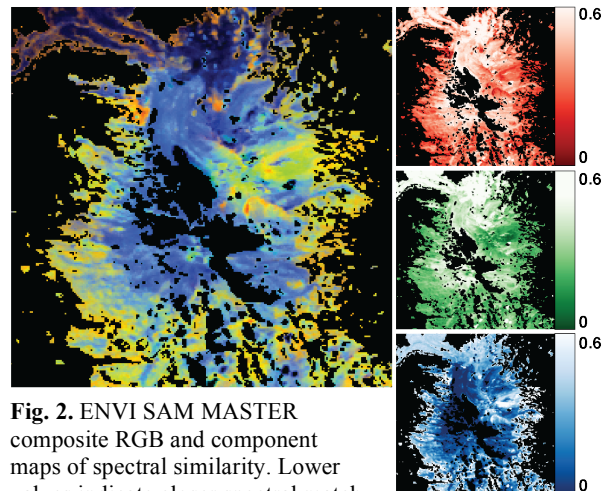 0.6
0
0.6
0
0.6
0
Fig. 2. ENVI SAM MASTER
composite RGB and component
maps of spectral similarity. Lower